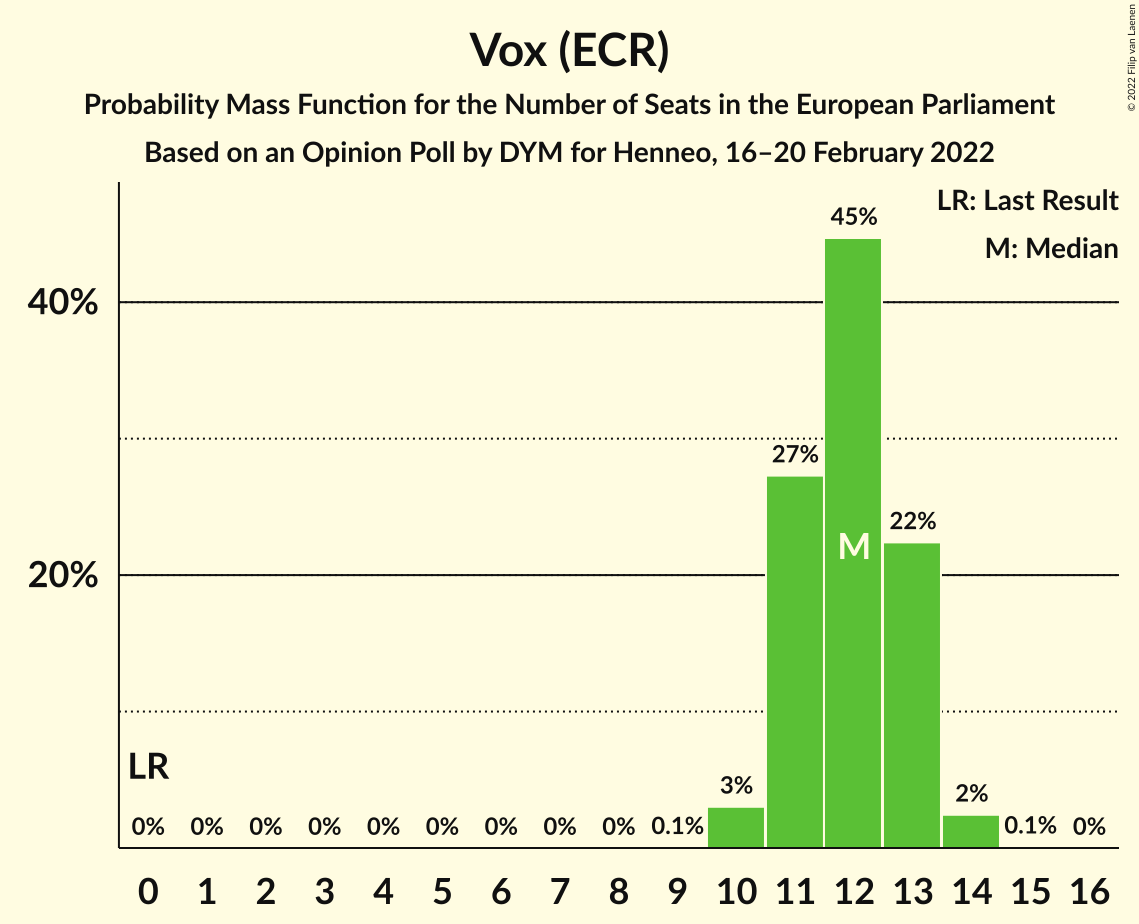 Vox (ECR)
Probability Mass Function for the Number of Seats in the European Parliament
Based on an Opinion Poll by DYM for Henneo, 16–20 February 2022
© 2022 Filip van Laenen
LR: Last Result
M: Median
45%
40%
27%
22%
M
20%
LR
3%
2%
0% 0% 0% 0% 0% 0% 0% 0% 0% 0.1% 0.1% 0%
0 1 2 3 4 5 6 7 8 9 10 11 12 13 14 15 16